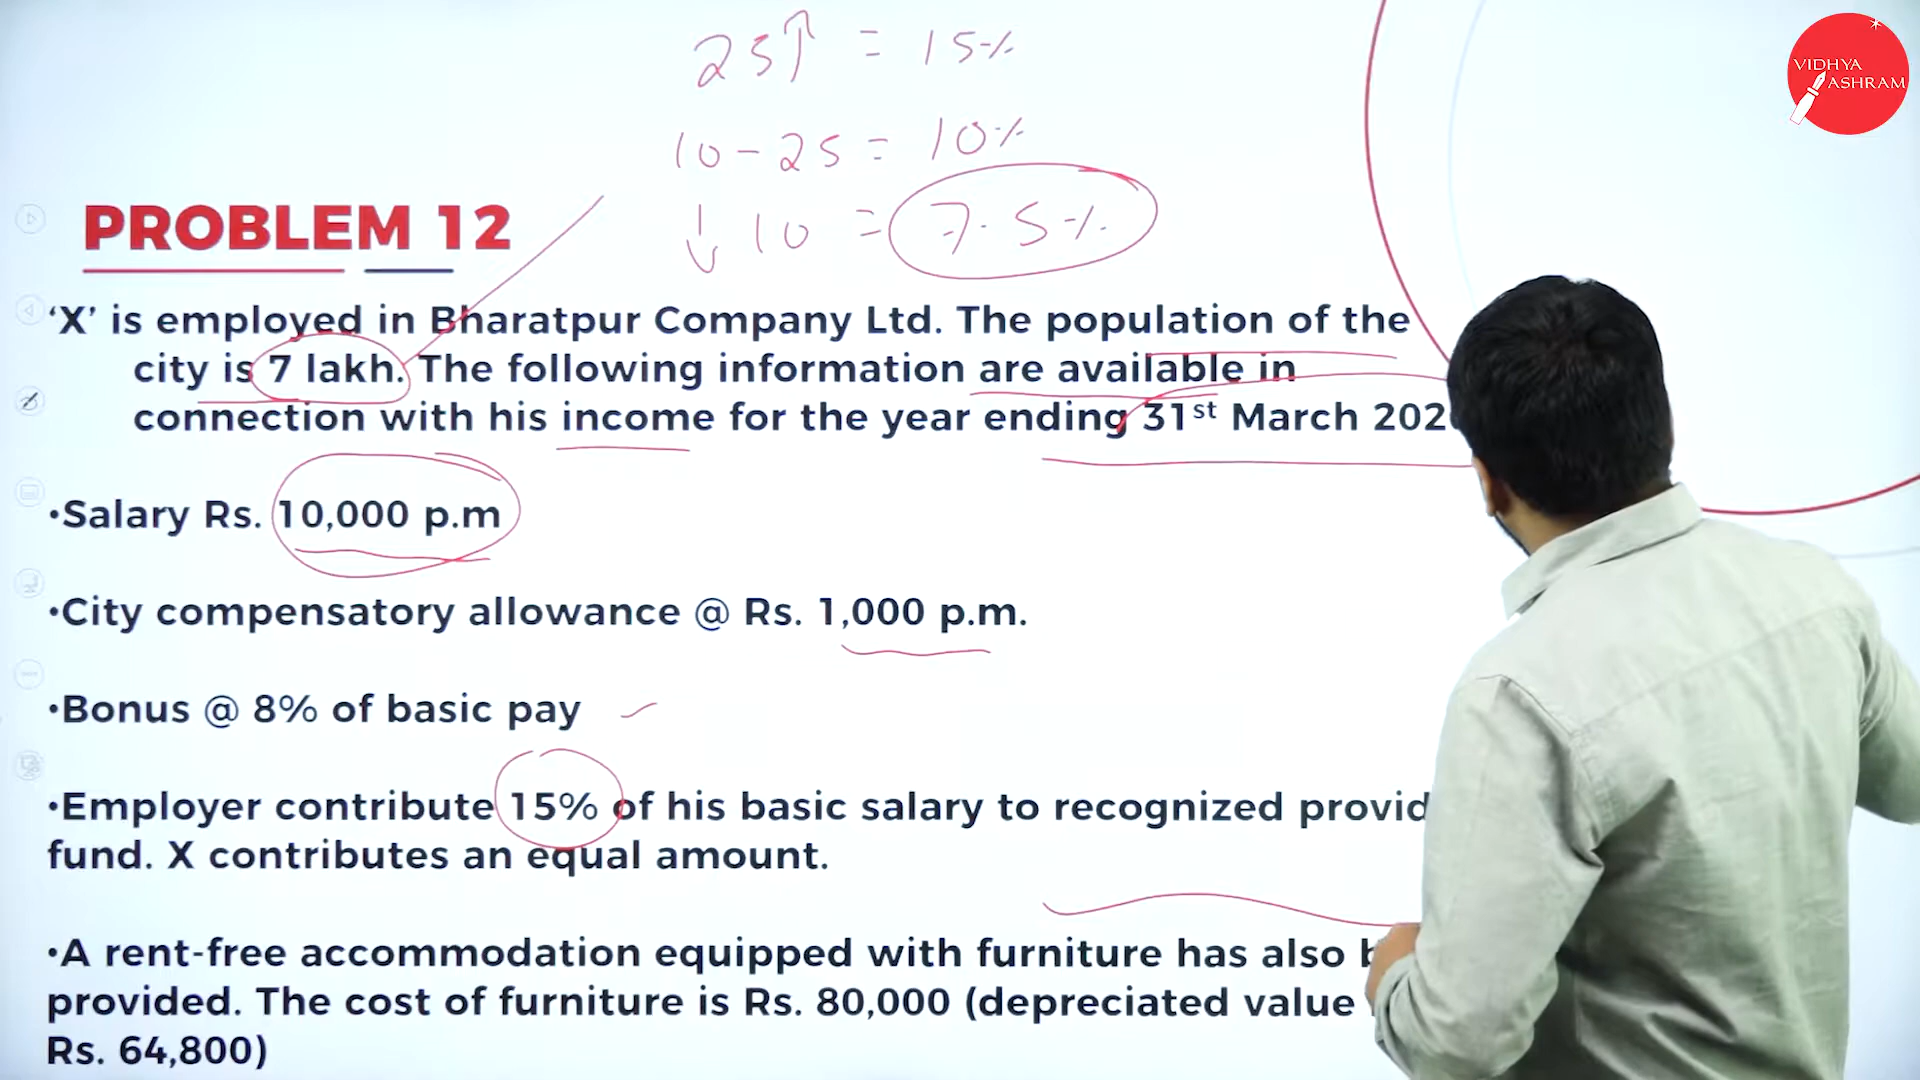 25↑ = 15%
VIDHYA
ASHRAM
10-25 = 10%
↓ 10 = 7.5%
PROBLEM 12
‘X’ is employed in Bharatpur Company Ltd. The population of the
city is 7 lakh. The following information are available in
connection with his income for the year ending 31st March
•Salary Rs. 10,000 p.m
•City compensatory allowance @ Rs. 1,000 p.m.
•Bonus @ 8% of basic pay
•Employer contribute 15% of his basic salary to recognized
fund. X contributes an equal amount.
•A rent-free accommodation equipped with furniture has also
provided. The cost of furniture is Rs. 80,000 (depreciated value
Rs. 64,800)